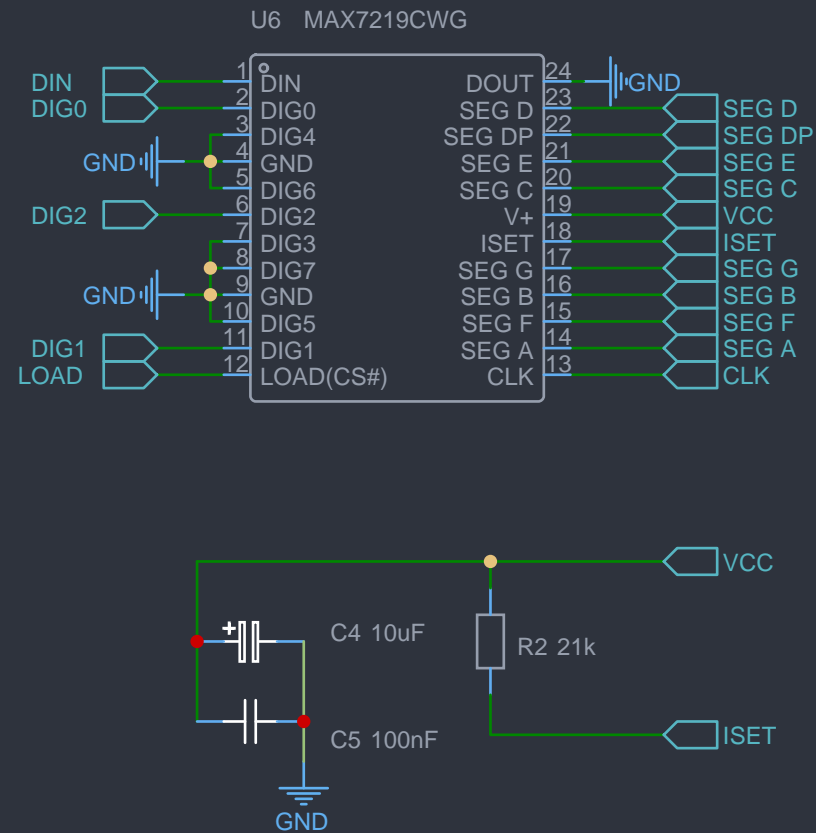 U6 MAX7219CWG
DIN 1 DIN DOUT 24 GND
DIG0 2 DIG0 SEG D 23 SEG D
3 DIG4 SEG DP 22 SEG DP
GND 4 GND SEG E 21 SEG E
5 DIG6 SEG C 20 SEG C
DIG2 6 DIG2 V+ 19 VCC
7 DIG3 ISET 18 ISET
8 DIG7 SEG G 17 SEG G
GND 9 GND SEG B 16 SEG B
10 DIG5 SEG F 15 SEG F
DIG1 11 DIG1 SEG A 14 SEG A
LOAD 12 LOAD(CS#) CLK 13 CLK
VCC
+ C4 10uF
R2 21k
C5 100nF
ISET
GND